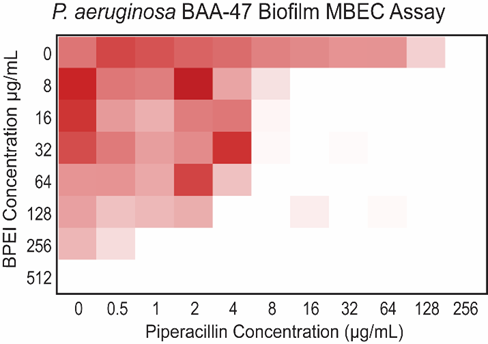 P. aeruginosa BAA-47 Biofilm MBEC Assay
BPEI Concentration µg/mL
0
8
16
32
64
128
256
512
0 0.5 1 2 4 8 16 32 64 128 256
Piperacillin Concentration (µg/mL)